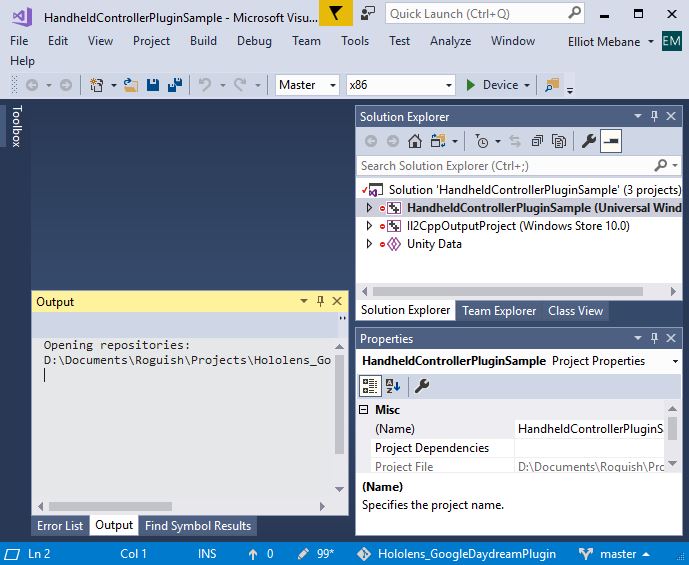 HandheldControllerPluginSample - Microsoft Visu...
Quick Launch (Ctrl+Q)
File Edit View Project Build Debug Team Tools Test Analyze Window Elliot Mebane EM
Help
Master x86 Device
Toolbox
Solution Explorer
Search Solution Explorer (Ctrl+;)
Solution 'HandheldControllerPluginSample' (3 projects)
HandheldControllerPluginSample (Universal Wind
Il2CppOutputProject (Windows Store 10.0)
Unity Data
Solution Explorer Team Explorer Class View
Output
Opening repositories:
D:\Documents\Roguish\Projects\Hololens_Go
Error List Output Find Symbol Results
Properties
HandheldControllerPluginSample Project Properties
Misc
(Name) HandheldControllerPluginS
Project Dependencies
Project File D:\Documents\Roguish\Pro
(Name)
Specifies the project name.
Ln 2 Col 1 INS 0 99* Hololens_GoogleDaydreamPlugin master